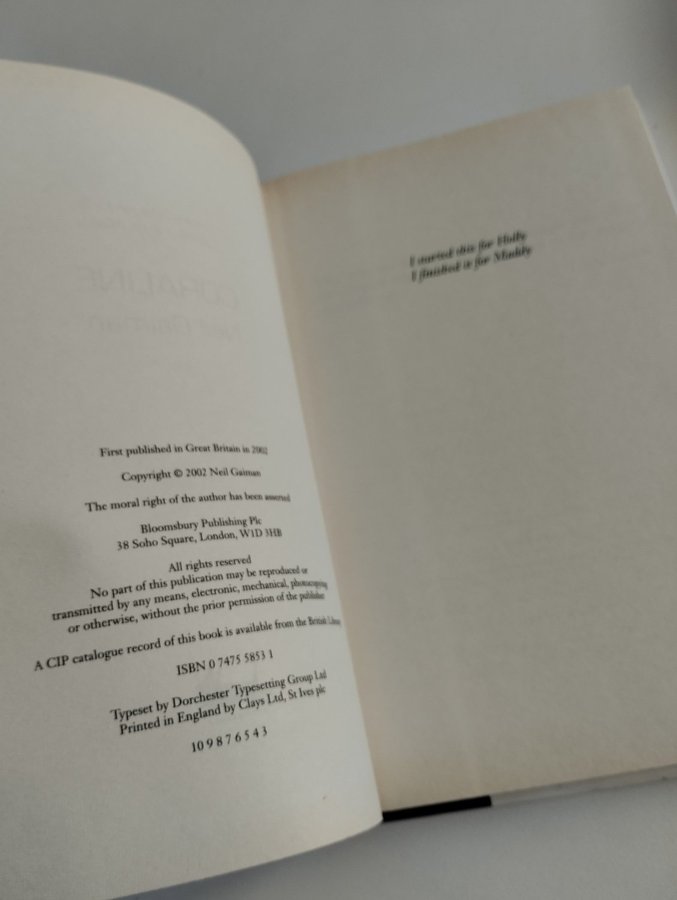 First published in Great Britain in 2002
Copyright © 2002 Neil Gaiman
The moral right of the author has been asserted
Bloomsbury Publishing Plc
38 Soho Square, London, W1D 3HB
All rights reserved
No part of this publication may be reproduced or
transmitted by any means, electronic, mechanical, photocopying
or otherwise, without the prior permission of the publisher
A CIP catalogue record of this book is available from the British Library
ISBN 0 7475 5853 1
Typeset by Dorchester Typesetting Group Ltd
Printed in England by Clays Ltd, St Ives plc
10 9 8 7 6 5 4 3
I started this for Holly
I finished it for Maddy